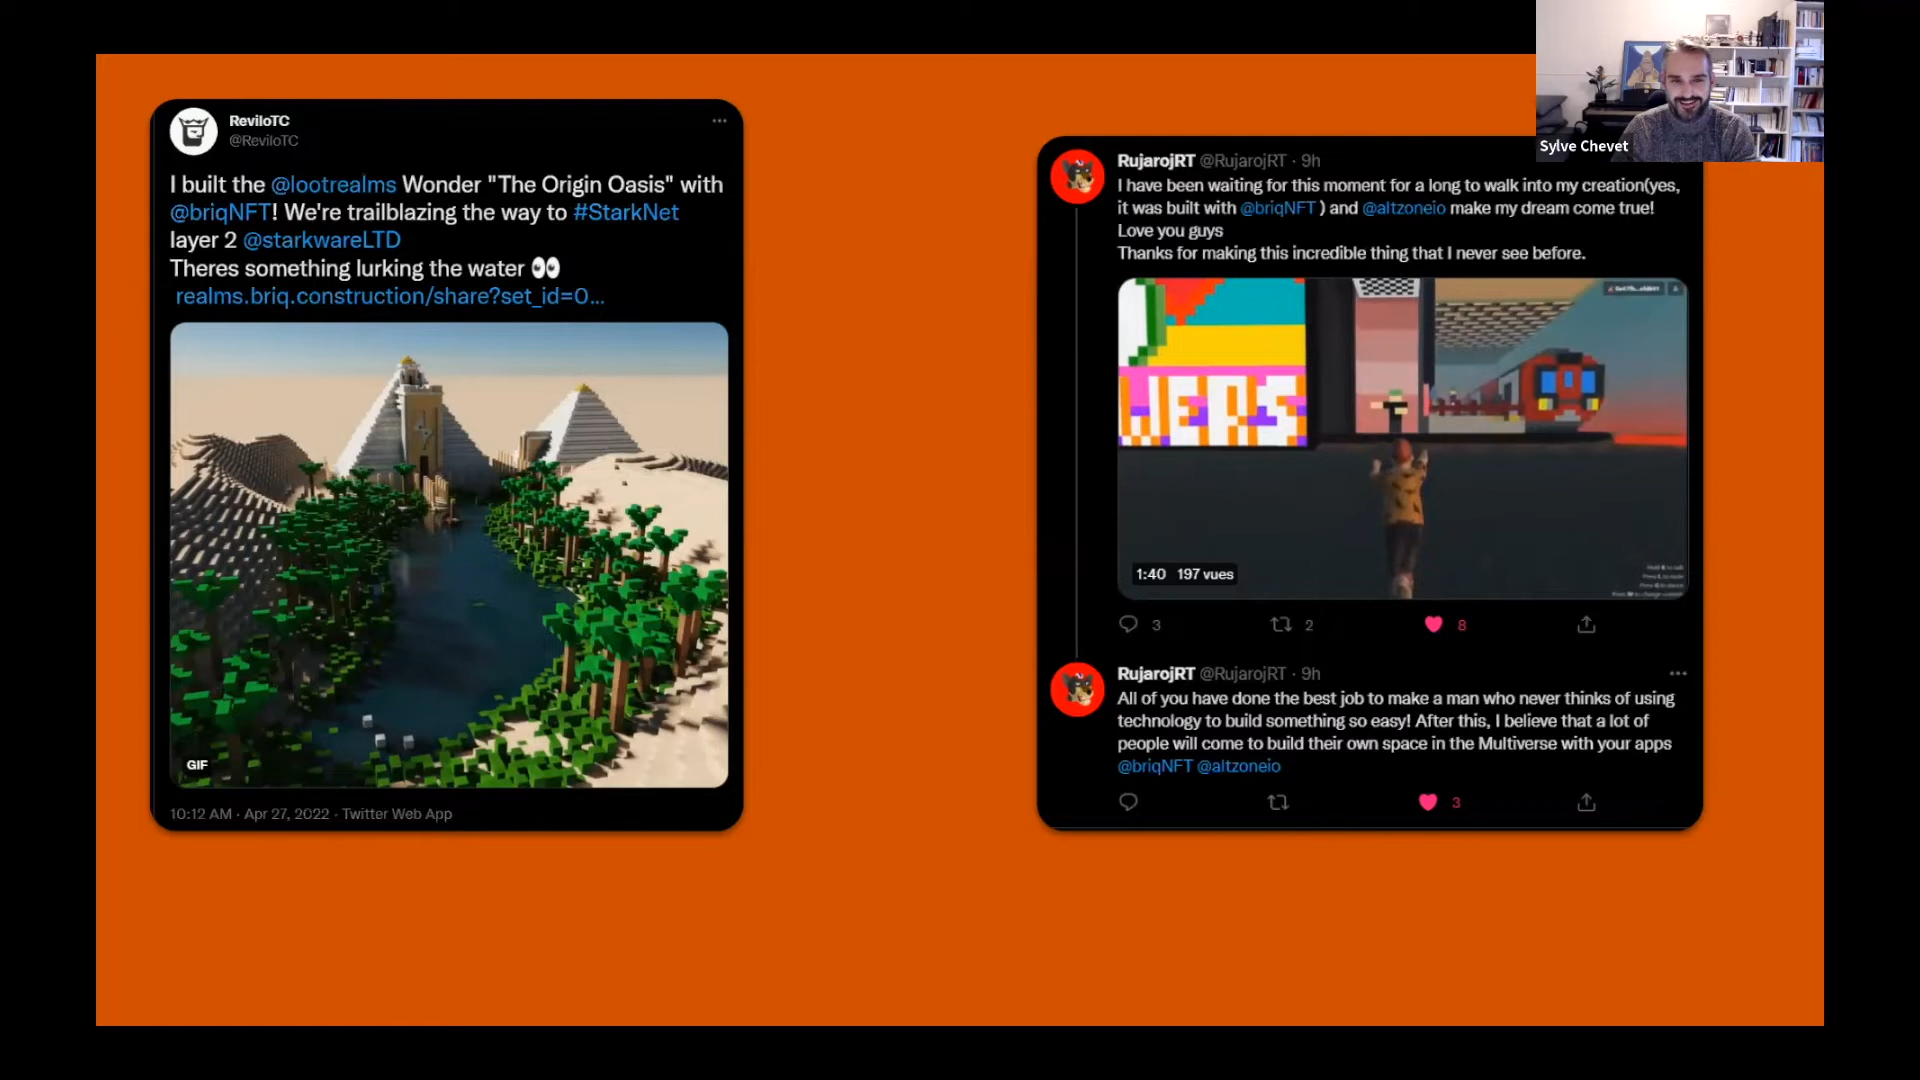 ReviloTC
@ReviloTC
I built the @lootrealms Wonder "The Origin Oasis" with
@briqNFT! We're trailblazing the way to #StarkNet
layer 2 @starkwareLTD
Theres something lurking the water 👀
realms.briq.construction/share?set_id=0...
GIF
10:12 AM · Apr 27, 2022 · Twitter Web App
Sylve Chevet
RujarojRT @RujarojRT · 9h
I have been waiting for this moment for a long to walk into my creation(yes,
it was built with @briqNFT ) and @altzoneio make my dream come true!
Love you guys
Thanks for making this incredible thing that I never see before.
WERS
1:40 197 vues
3 2 8
RujarojRT @RujarojRT · 9h
All of you have done the best job to make a man who never thinks of using
technology to build something so easy! After this, I believe that a lot of
people will come to build their own space in the Multiverse with your apps
@briqNFT @altzoneio
3